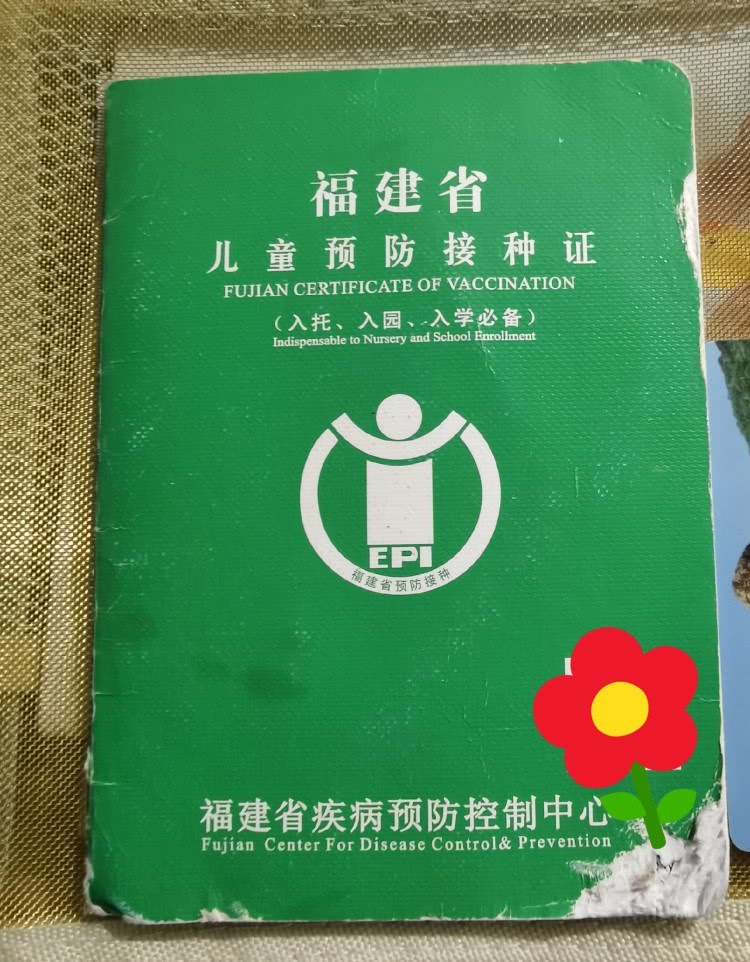 福建省
儿童预防接种证
FUJIAN CERTIFICATE OF VACCINATION
（入托、入园、入学必备）
Indispensable to Nursery and School Enrollment
EPI
福建省预防接种
福建省疾病预防控制中心
Fujian Center For Disease Control& Prevention